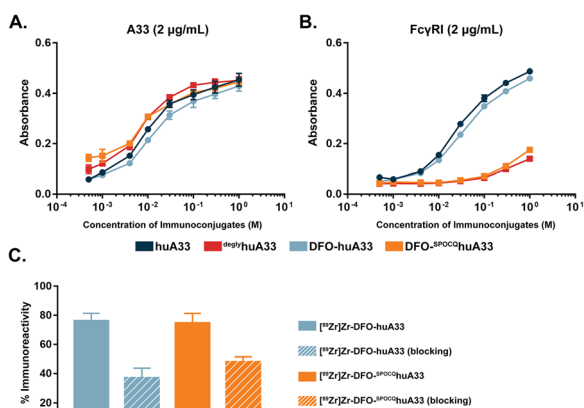 A.
A33 (2 µg/mL)
Absorbance
0.6
0.4
0.2
0.0
10⁻⁴ 10⁻³ 10⁻² 10⁻¹ 10⁰ 10¹
Concentration of Immunoconjugates (M)
B.
FcγRI (2 µg/mL)
Absorbance
0.6
0.4
0.2
0.0
10⁻⁴ 10⁻³ 10⁻² 10⁻¹ 10⁰ 10¹
Concentration of Immunoconjugates (M)
huA33 deglyhuA33 DFO-huA33 DFO-SPOCQhuA33
C.
% Immunoreactivity
100
80
60
40
20
[⁸⁹Zr]Zr-DFO-huA33
[⁸⁹Zr]Zr-DFO-huA33 (blocking)
[⁸⁹Zr]Zr-DFO-SPOCQhuA33
[⁸⁹Zr]Zr-DFO-SPOCQhuA33 (blocking)